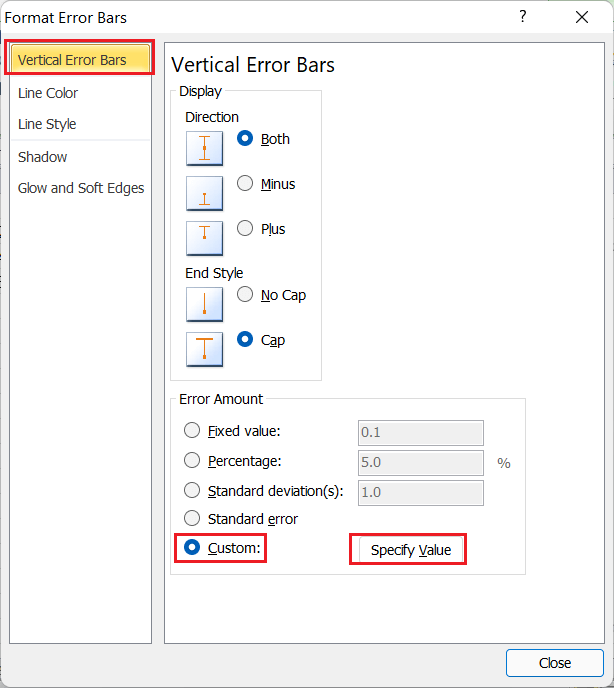 Format Error Bars
?
Vertical Error Bars
Line Color
Line Style
Shadow
Glow and Soft Edges
Vertical Error Bars
Display
Direction
Both
Minus
Plus
End Style
No Cap
Cap
Error Amount
Fixed value: 0.1
Percentage: 5.0 %
Standard deviation(s): 1.0
Standard error
Custom: Specify Value
Close